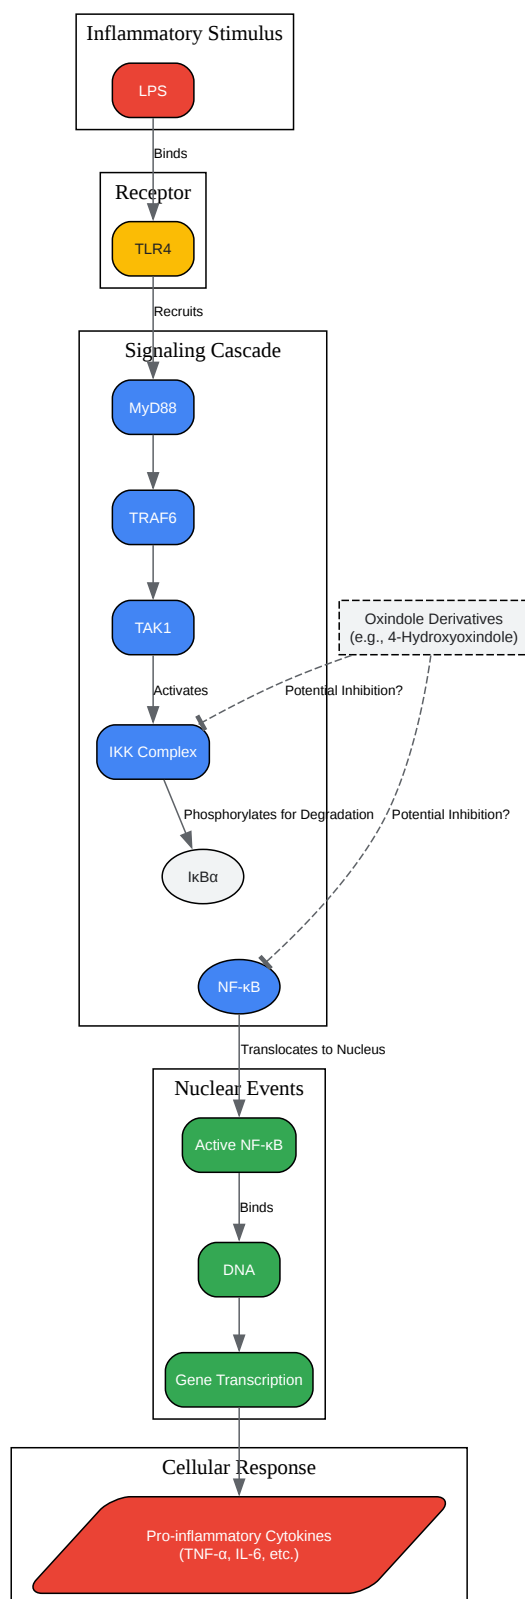 Inflammatory Stimulus
LPS
Binds
Receptor
TLR4
Recruits
Signaling Cascade
MyD88
TRAF6
TAK1
Oxindole Derivatives
(e.g., 4-Hydroxyoxindole)
Activates
Potential Inhibition?
IKK Complex
Phosphorylates for Degradation
Potential Inhibition?
IκBα
NF-κB
Translocates to Nucleus
Nuclear Events
Active NF-κB
Binds
DNA
Gene Transcription
Cellular Response
Pro-inflammatory Cytokines
(TNF-α, IL-6, etc.)